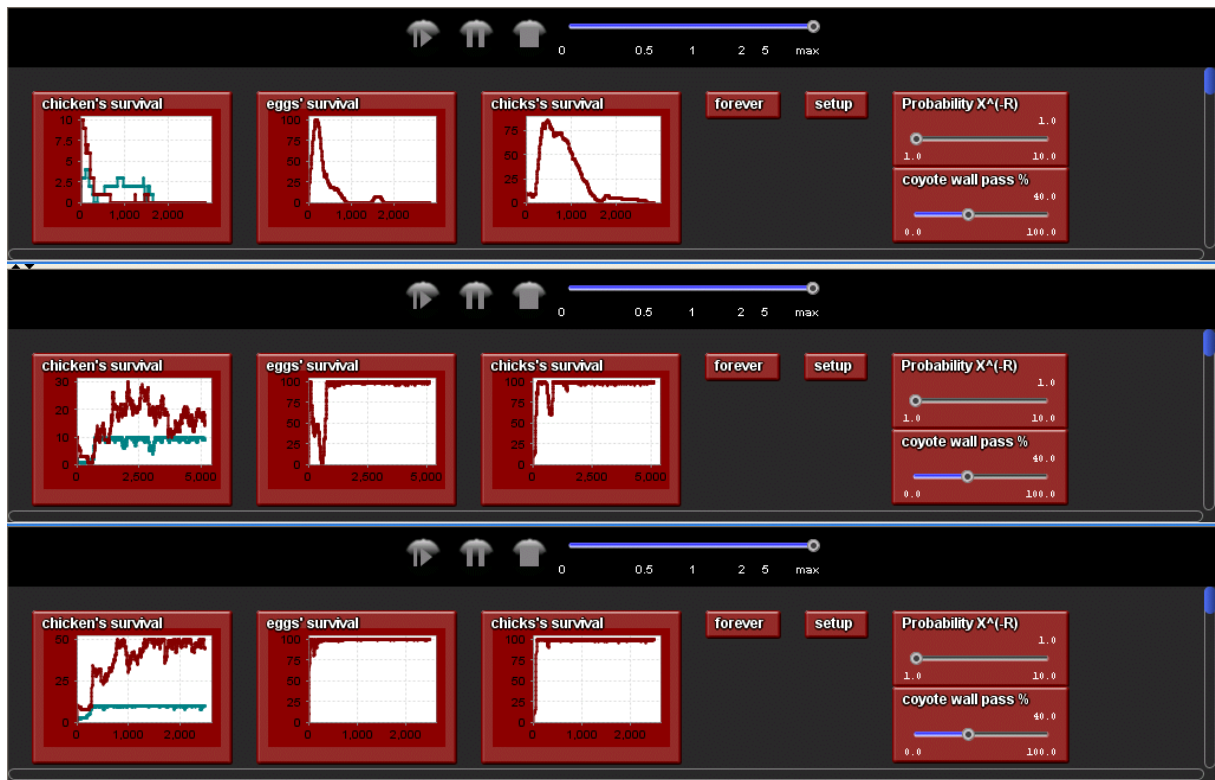 0 0.5 1 2 5 max
chicken's survival eggs' survival chicks's survival forever setup Probability X^(-R)
10 100 1.0
7.5 75 75
5 50 50 1.0 10.0
2.5 25 25 coyote wall pass %
0 0 0 40.0
0 1,000 2,000 0 1,000 2,000 0 1,000 2,000
0.0 100.0
0 0.5 1 2 5 max
chicken's survival eggs' survival chicks's survival forever setup Probability X^(-R)
30 100 100 1.0
20 75 75
10 50 50 1.0 10.0
25 25 coyote wall pass %
0 0 0 40.0
0 2,500 5,000 0 2,500 5,000 0 2,500 5,000
0.0 100.0
0 0.5 1 2 5 max
chicken's survival eggs' survival chicks's survival forever setup Probability X^(-R)
50 100 100 1.0
75 75
25 50 50 1.0 10.0
25 25 coyote wall pass %
0 0 0 40.0
0 1,000 2,000 0 1,000 2,000 0 1,000 2,000
0.0 100.0